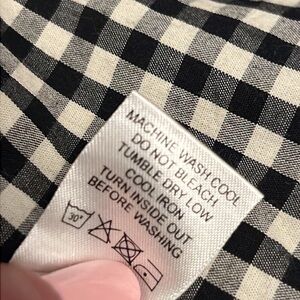 MACHINE WASH COOL
DO NOT BLEACH
TUMBLE DRY LOW
COOL IRON
TURN INSIDE OUT
BEFORE WASHING
30°